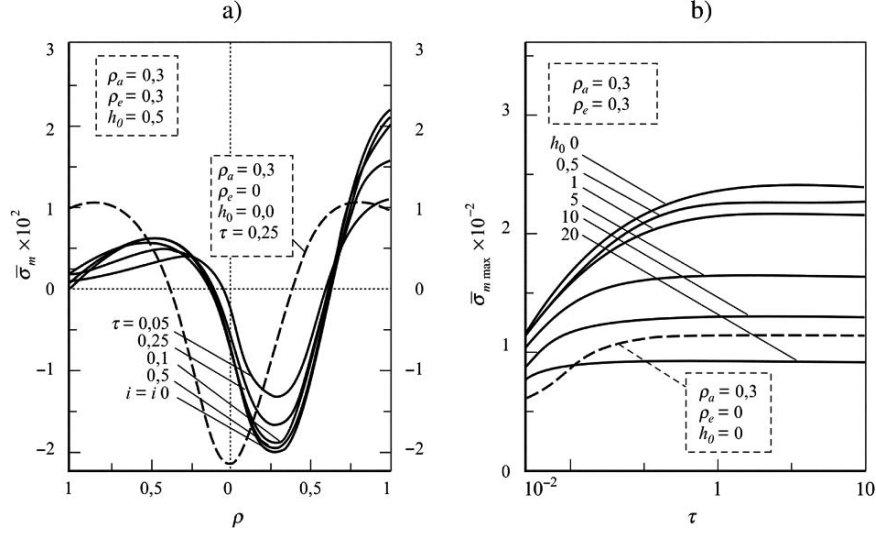 a)
3
2
1
0
−1
−2
σ̅m ×10²
ρa = 0,3
ρe = 0,3
h0 = 0,5
ρa = 0,3
ρe = 0
h0 = 0,0
τ = 0,25
τ = 0,05
0,25
0,1
0,5
i = i 0
3
2
1
0
−1
−2
1
0,5
0
0,5
1
ρ
b)
3
2
1
0
σ̅m max ×10⁻²
ρa = 0,3
ρe = 0,3
h0 0
0,5
1
5
10
20
ρa = 0,3
ρe = 0
h0 = 0
10⁻²
1
10
τ